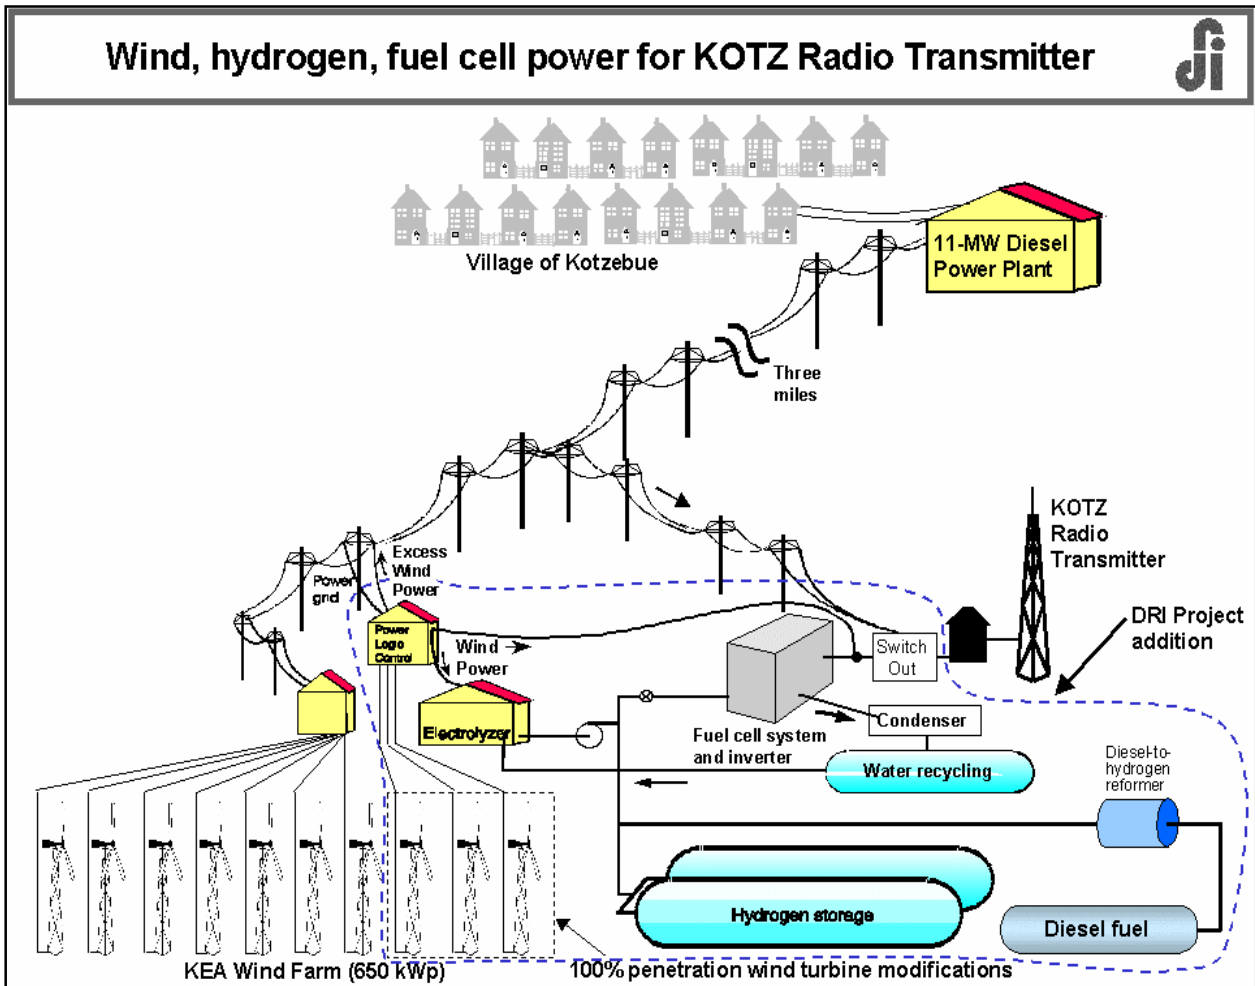 Wind, hydrogen, fuel cell power for KOTZ Radio Transmitter
dri
Village of Kotzebue
11-MW Diesel
Power Plant
Three
miles
KOTZ
Radio
Transmitter
Excess
Wind
Power
Power
grid
DRI Project
addition
Power
Logic
Control
Wind
Power
Switch
Out
Electrolyzer
Condenser
Fuel cell system
and inverter
Water recycling
Diesel-to-
hydrogen
reformer
Hydrogen storage
Diesel fuel
KEA Wind Farm (650 kWp)
100% penetration wind turbine modifications